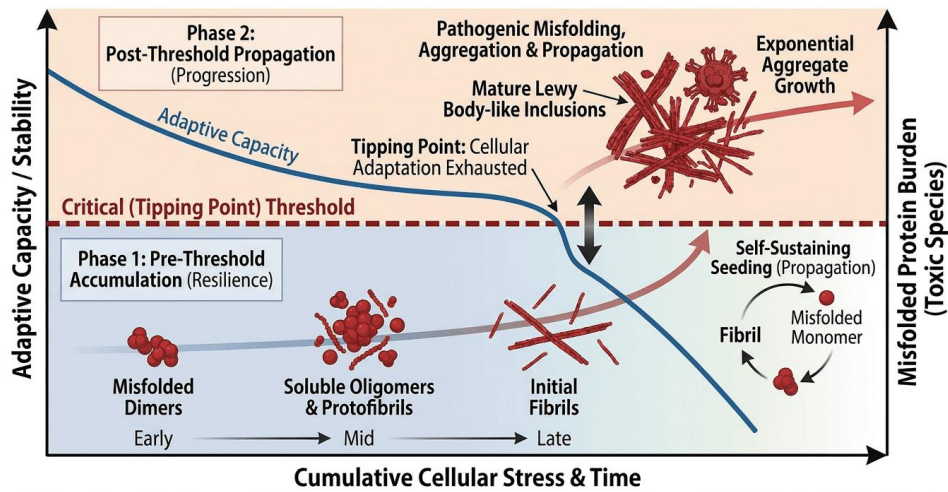 Phase 2:
Post-Threshold Propagation
(Progression)
Pathogenic Misfolding,
Aggregation & Propagation
Exponential
Aggregate
Growth
Mature Lewy
Body-like Inclusions
Adaptive Capacity
Tipping Point: Cellular
Adaptation Exhausted
Critical (Tipping Point) Threshold
Phase 1: Pre-Threshold
Accumulation (Resilience)
Self-Sustaining
Seeding (Propagation)
Fibril
Misfolded
Monomer
Misfolded
Dimers
Soluble Oligomers
& Protofibrils
Initial
Fibrils
Early
Mid
Late
Adaptive Capacity / Stability
Misfolded Protein Burden
(Toxic Species)
Cumulative Cellular Stress & Time